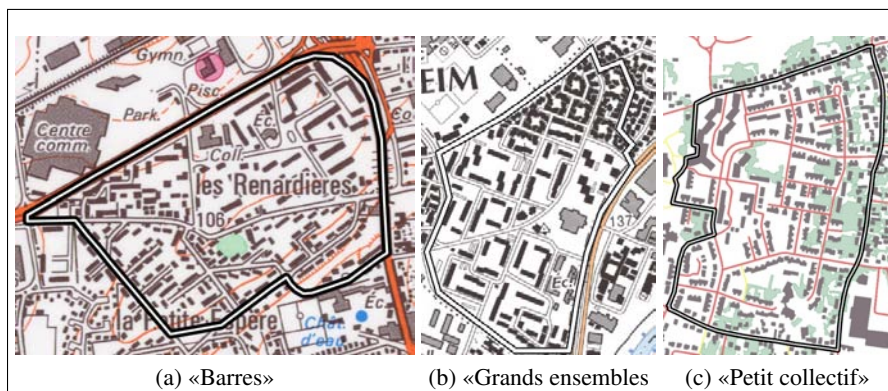 Gymn.
Pisc.
Park.
Centre
comm.
Éc.
Coll.
les Renardières
106
la Petite Espère
Éc.
Chât.
d'eau
EIM
137
Éc.
(a) «Barres»
(b) «Grands ensembles
(c) «Petit collectif»